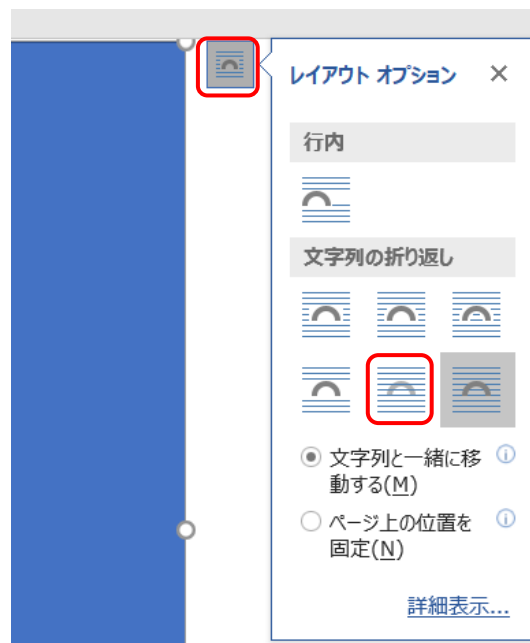 レイアウト オプション ×
行内
文字列の折り返し
文字列と一緒に移
動する(M)
ページ上の位置を
固定(N)
詳細表示...